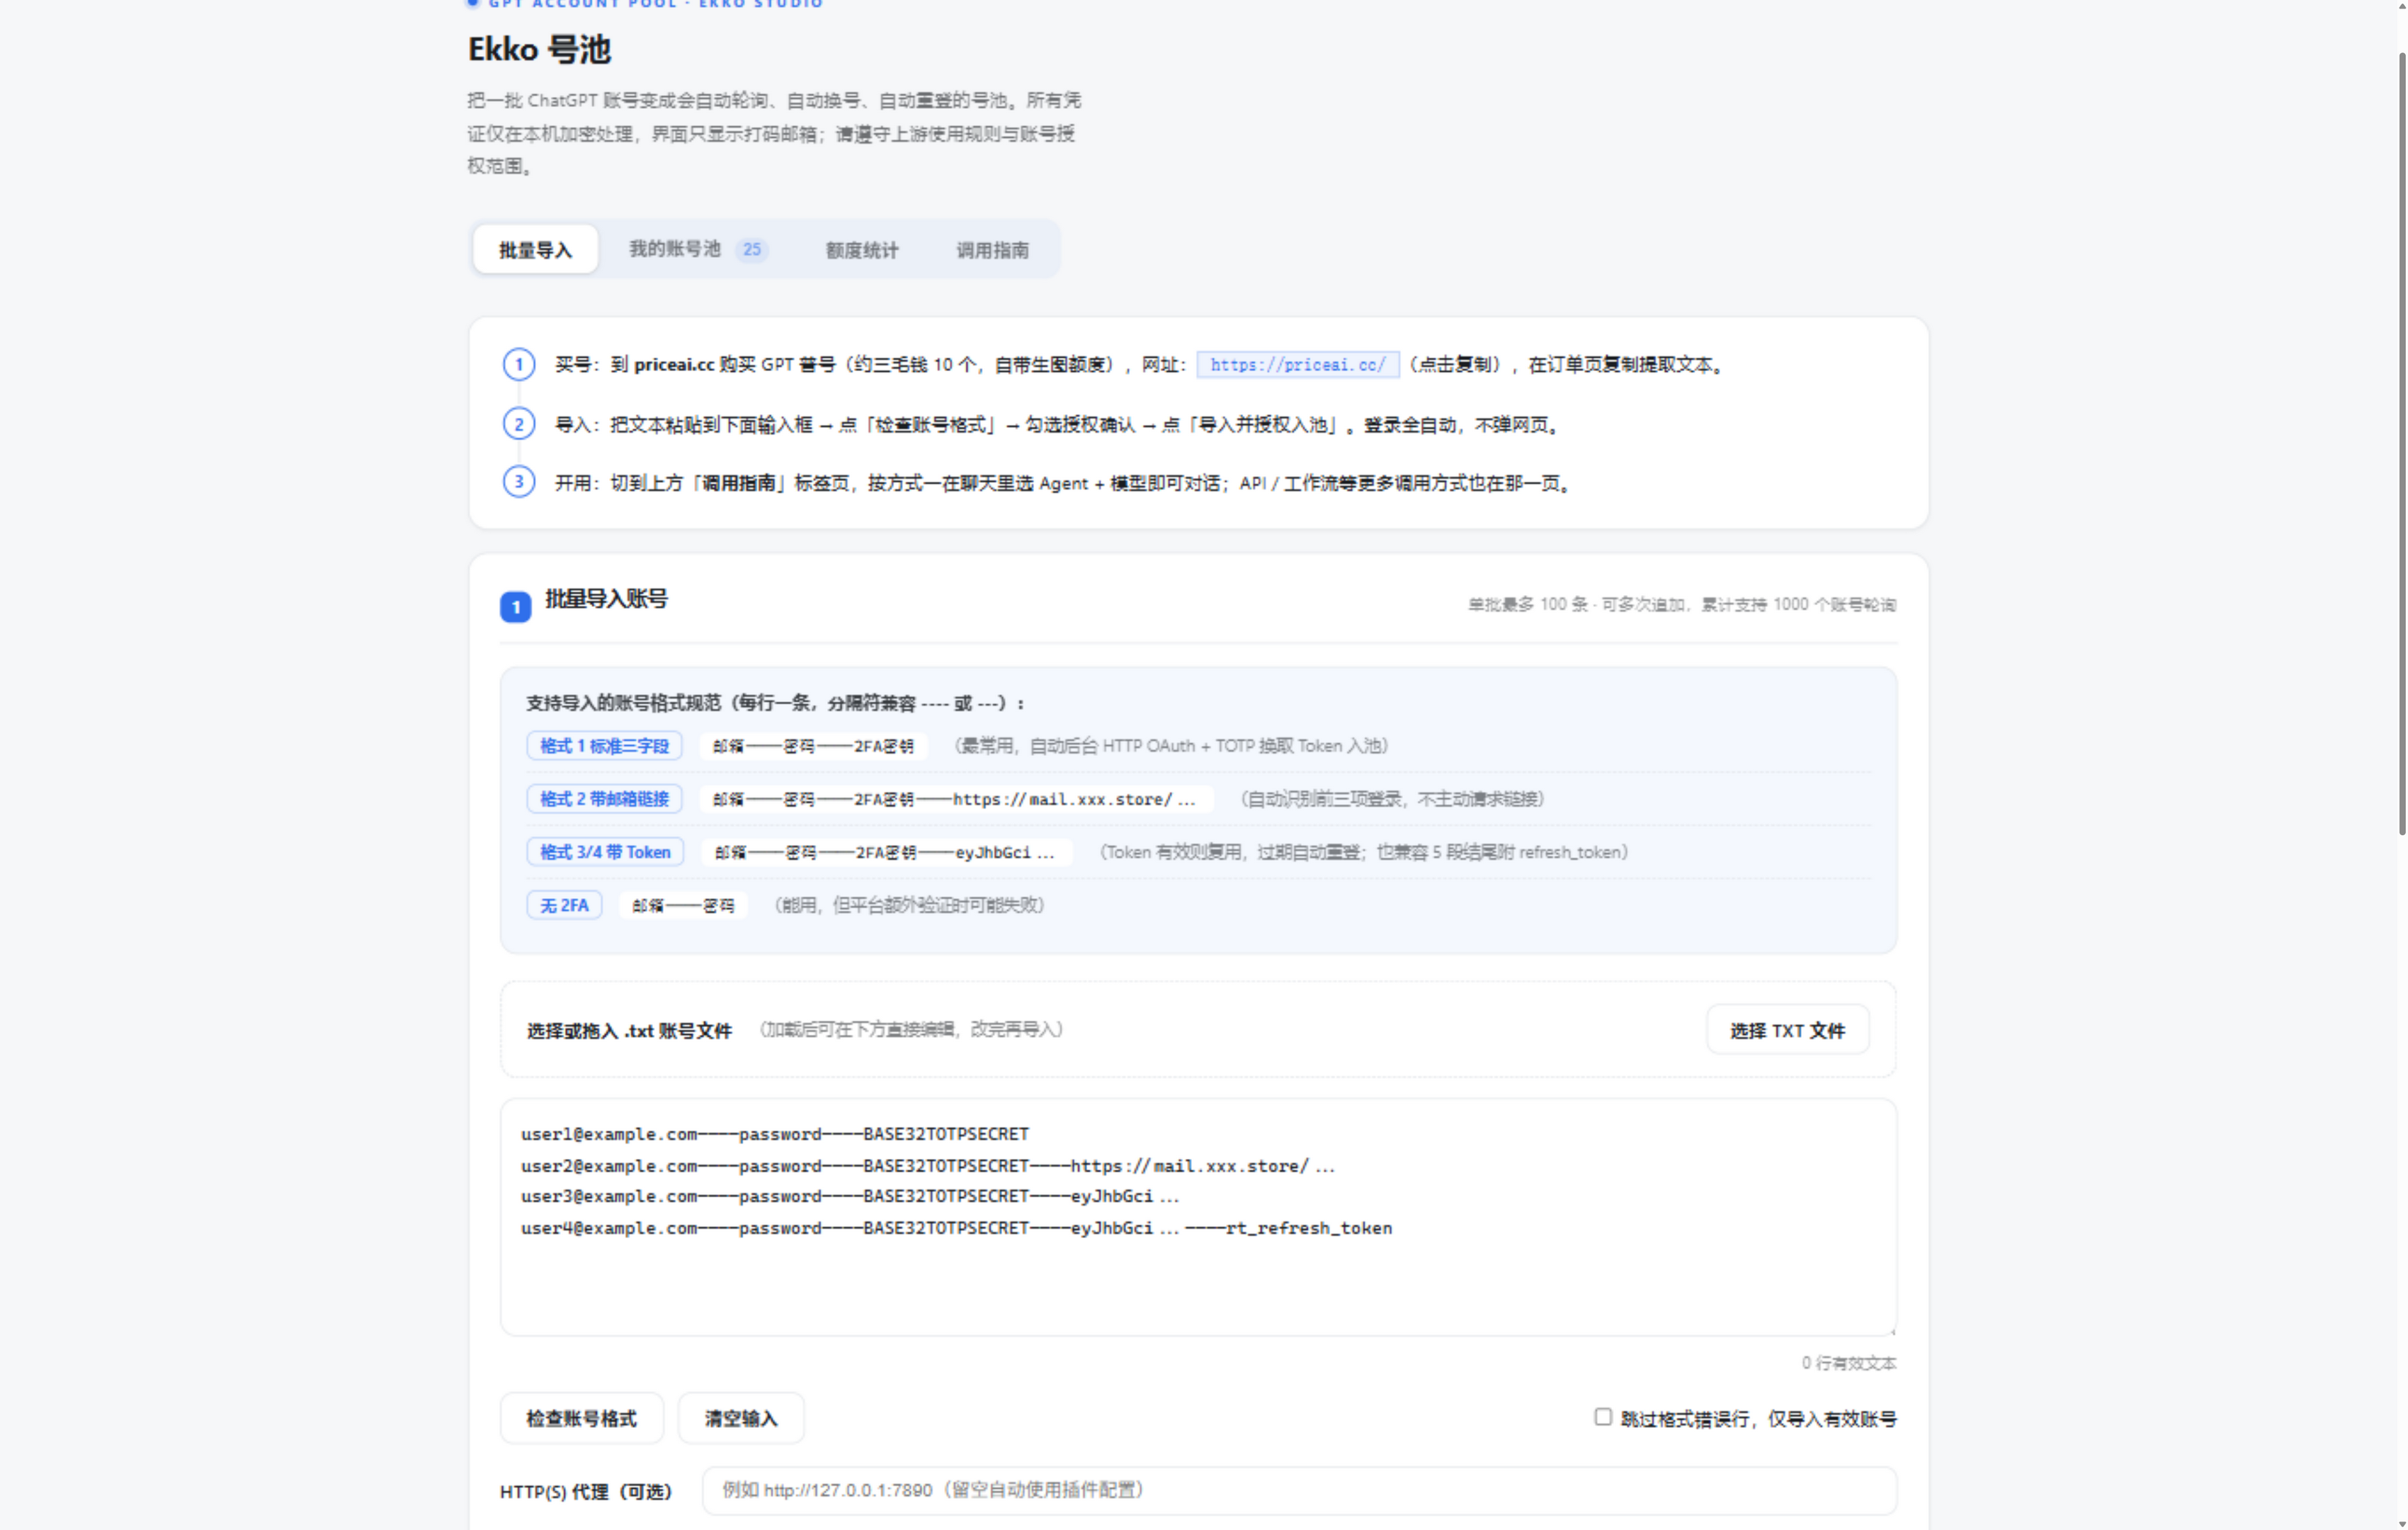 GPT ACCOUNT POOL · EKKO STUDIO
Ekko 号池
把一批 ChatGPT 账号变成会自动轮询、自动换号、自动重登的号池。所有凭
证仅在本机加密处理，界面只显示打码邮箱；请遵守上游使用规则与账号授
权范围。
批量导入 我的账号池 25 额度统计 调用指南
1 买号：到 priceai.cc 购买 GPT 普号（约三毛钱 10 个，自带生图额度），网址： https://priceai.cc/ （点击复制），在订单页复制提取文本。
2 导入：把文本粘贴到下面输入框 → 点「检查账号格式」→ 勾选授权确认 → 点「导入并授权入池」。登录全自动，不弹网页。
3 开用：切到上方「调用指南」标签页，按方式一在聊天里选 Agent + 模型即可对话；API / 工作流等更多调用方式也在那一页。
1 批量导入账号 单批最多 100 条 · 可多次追加，累计支持 1000 个账号轮询
支持导入的账号格式规范（每行一条，分隔符兼容 ---- 或 ---）：
格式 1 标准三字段 邮箱----密码----2FA密钥 （最常用，自动后台 HTTP OAuth + TOTP 换取 Token 入池）
格式 2 带邮箱链接 邮箱----密码----2FA密钥----https://mail.xxx.store/... （自动识别前三项登录，不主动请求链接）
格式 3/4 带 Token 邮箱----密码----2FA密钥----eyJhbGci... （Token 有效则复用，过期自动重登；也兼容 5 段结尾附 refresh_token）
无 2FA 邮箱----密码 （能用，但平台额外验证时可能失败）
选择或拖入 .txt 账号文件 （加载后可在下方直接编辑，改完再导入） 选择 TXT 文件
user1@example.com----password----BASE32TOTPSECRET
user2@example.com----password----BASE32TOTPSECRET----https://mail.xxx.store/...
user3@example.com----password----BASE32TOTPSECRET----eyJhbGci...
user4@example.com----password----BASE32TOTPSECRET----eyJhbGci...----rt_refresh_token
0 行有效文本
检查账号格式 清空输入 跳过格式错误行，仅导入有效账号
HTTP(S) 代理（可选） 例如 http://127.0.0.1:7890（留空自动使用插件配置）